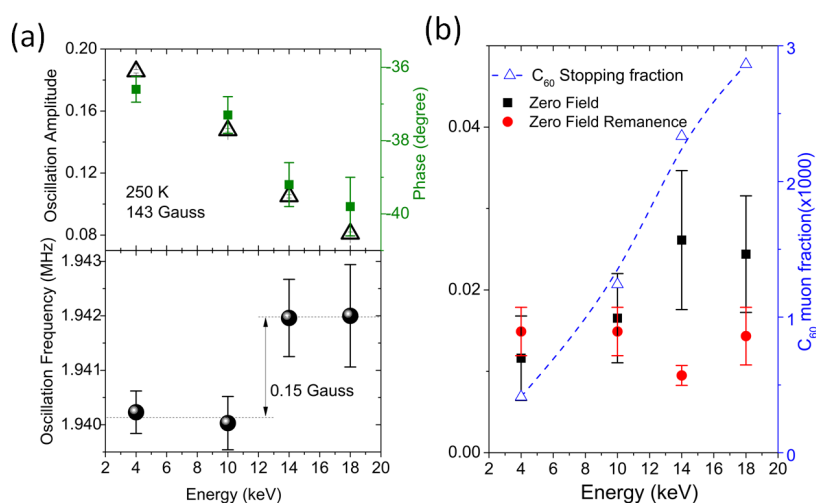 (a)
0.20
0.16
0.12
0.08
Oscillation Amplitude
-36
-38
-40
Phase (degree)
250 K
143 Gauss
1.943
1.942
1.941
1.940
Oscillation Frequency (MHz)
0.15 Gauss
2 4 6 8 10 12 14 16 18 20
Energy (keV)
(b)
C60 Stopping fraction
Zero Field
Zero Field Remanence
0.04
0.02
0.00
3
2
1
0
C60 muon fraction(x1000)
2 4 6 8 10 12 14 16 18 20
Energy (keV)